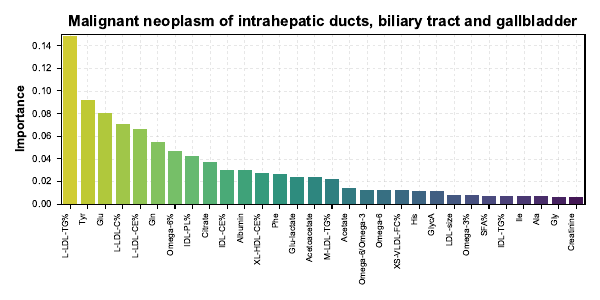 Malignant neoplasm of intrahepatic ducts, biliary tract and gallbladder
Importance
0.14
0.12
0.10
0.08
0.06
0.04
0.02
0.00
L-LDL-TG%
Tyr
Glu
L-LDL-C%
L-LDL-CE%
Gln
Omega-6%
IDL-PL%
Citrate
IDL-CE%
Albumin
XL-HDL-CE%
Phe
Glu-lactate
Acetoacetate
M-LDL-TG%
Acetate
Omega-6/Omega-3
Omega-6
XS-VLDL-FC%
His
GlycA
LDL-size
Omega-3%
SFA%
IDL-TG%
Ile
Ala
Gly
Creatinine